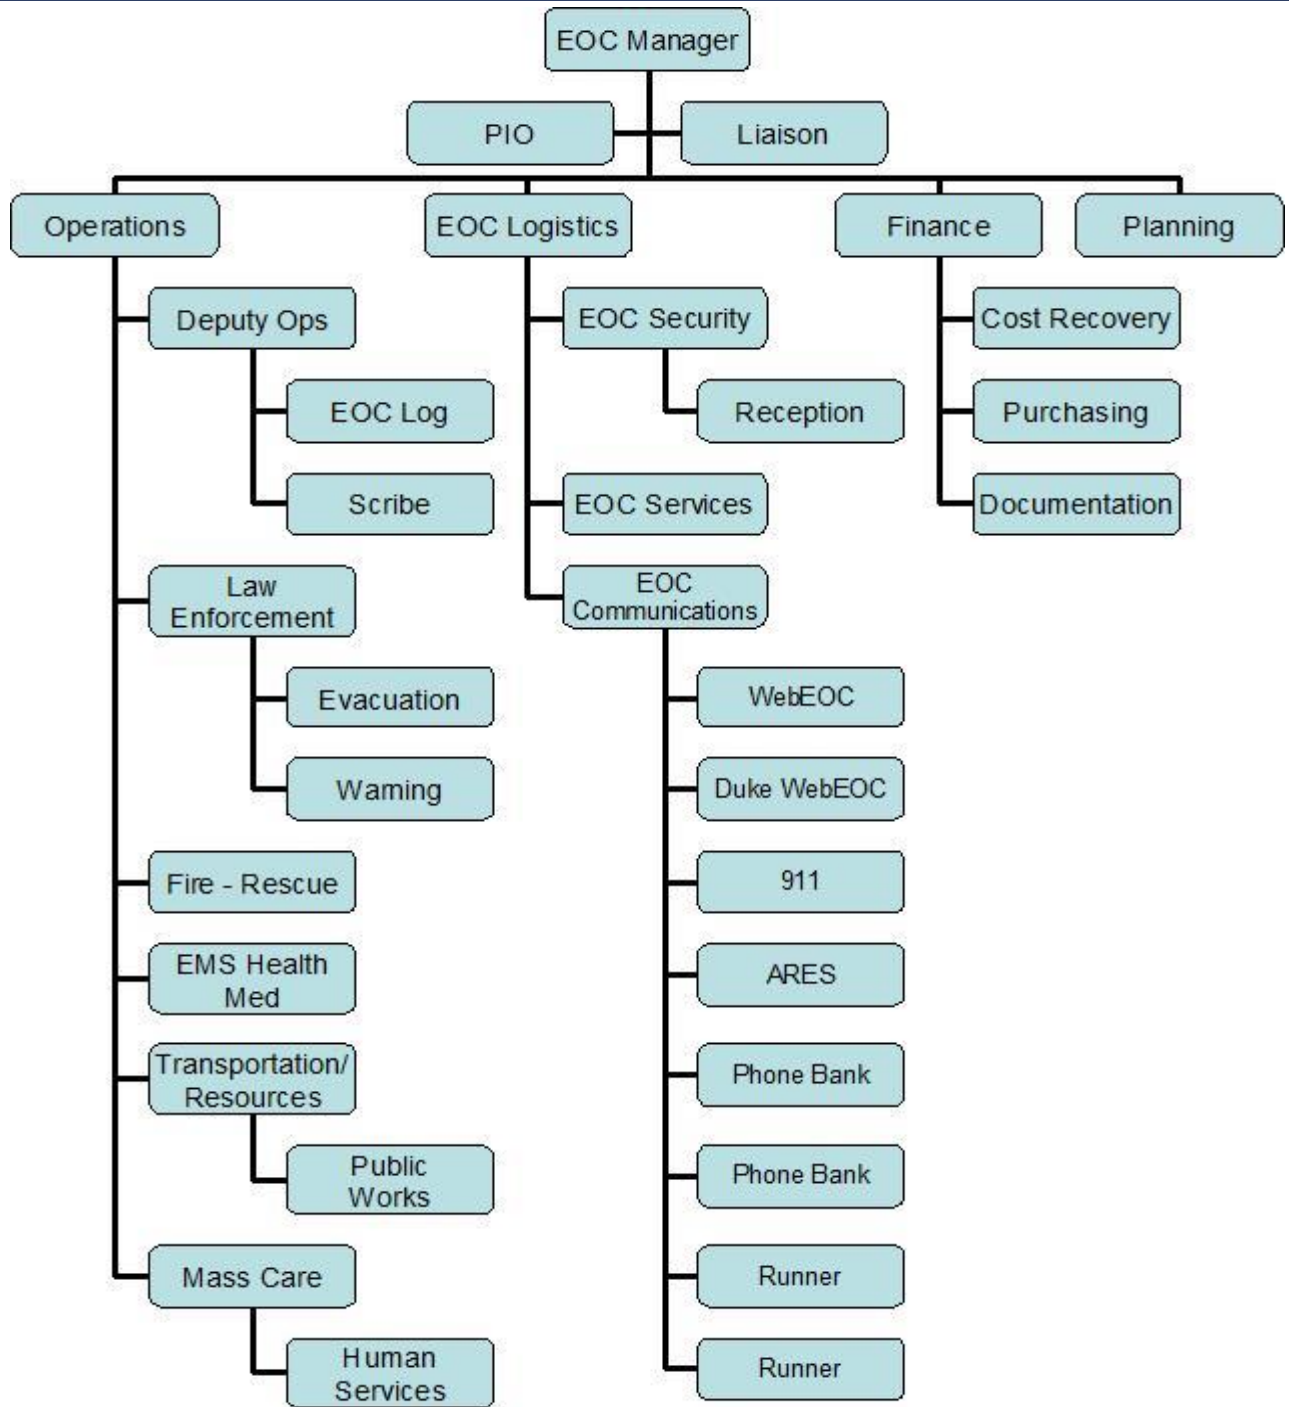 EOC Manager
PIO
Liaison
Operations
EOC Logistics
Finance
Planning
Deputy Ops
EOC Log
Scribe
Law
Enforcement
Evacuation
Warning
Fire - Rescue
EMS Health
Med
Transportation/
Resources
Public
Works
Mass Care
Human
Services
EOC Security
Reception
EOC Services
EOC
Communications
WebEOC
Duke WebEOC
911
ARES
Phone Bank
Phone Bank
Runner
Runner
Cost Recovery
Purchasing
Documentation